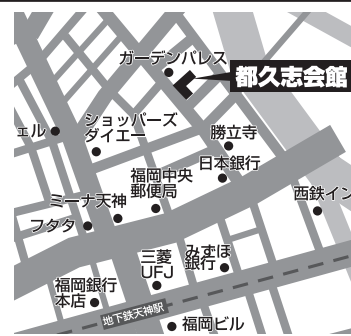 ガーデンパレス
都久志会館
ショッパーズ
ダイエー
エル
勝立寺
日本銀行
福岡中央
郵便局
ミーナ天神
西鉄イン
フタタ
三菱
UFJ
みずほ
銀行
福岡銀行
本店
地下鉄天神駅
福岡ビル